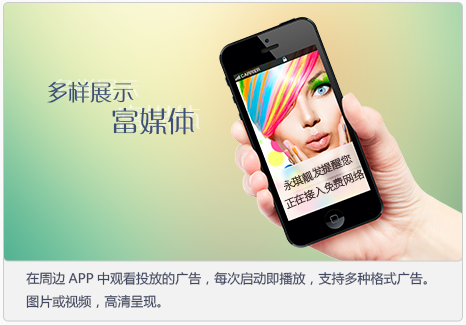 多样展示
富媒体
CARRIER
永琪靓发提醒您
正在接入免费网络
在周边 APP 中观看投放的广告，每次启动即播放，支持多种格式广告。
图片或视频，高清呈现。